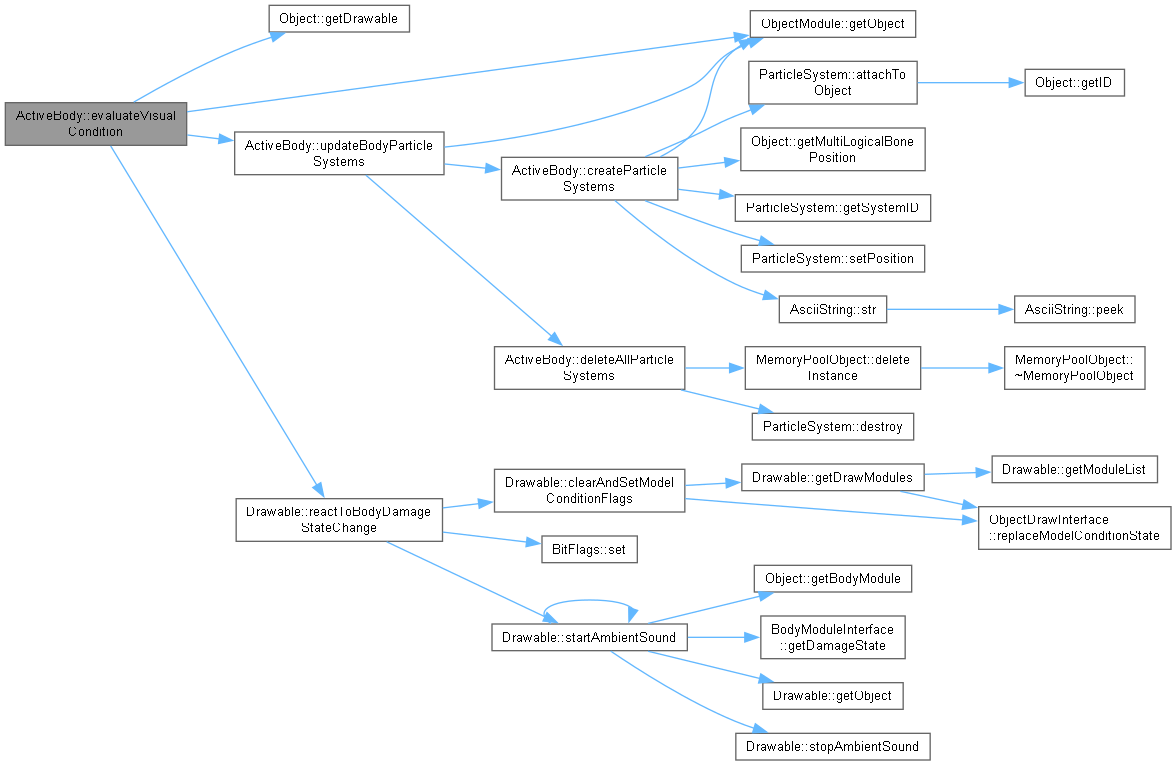 Object::getDrawable
ObjectModule::getObject
ParticleSystem::attachTo
Object
Object::getID
ActiveBody::evaluateVisual
Condition
ActiveBody::updateBodyParticle
Systems
Object::getMultiLogicalBone
Position
ActiveBody::createParticle
Systems
ParticleSystem::getSystemID
ParticleSystem::setPosition
AsciiString::str
AsciiString::peek
ActiveBody::deleteAllParticle
Systems
MemoryPoolObject::delete
Instance
MemoryPoolObject::
~MemoryPoolObject
ParticleSystem::destroy
Drawable::clearAndSetModel
ConditionFlags
Drawable::getDrawModules
Drawable::getModuleList
Drawable::reactToBodyDamage
StateChange
ObjectDrawInterface
::replaceModelConditionState
BitFlags::set
Object::getBodyModule
Drawable::startAmbientSound
BodyModuleInterface
::getDamageState
Drawable::getObject
Drawable::stopAmbientSound